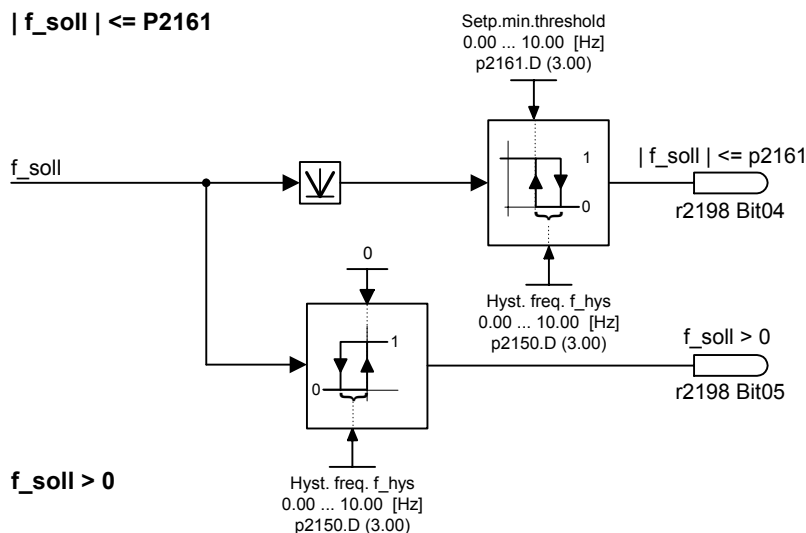 | f_soll | <= P2161
Setp.min.threshold
0.00 ... 10.00 [Hz]
p2161.D (3.00)
f_soll
1
0
| f_soll | <= p2161
r2198 Bit04
Hyst. freq. f_hys
0.00 ... 10.00 [Hz]
p2150.D (3.00)
0
1
0
f_soll > 0
r2198 Bit05
f_soll > 0
Hyst. freq. f_hys
0.00 ... 10.00 [Hz]
p2150.D (3.00)